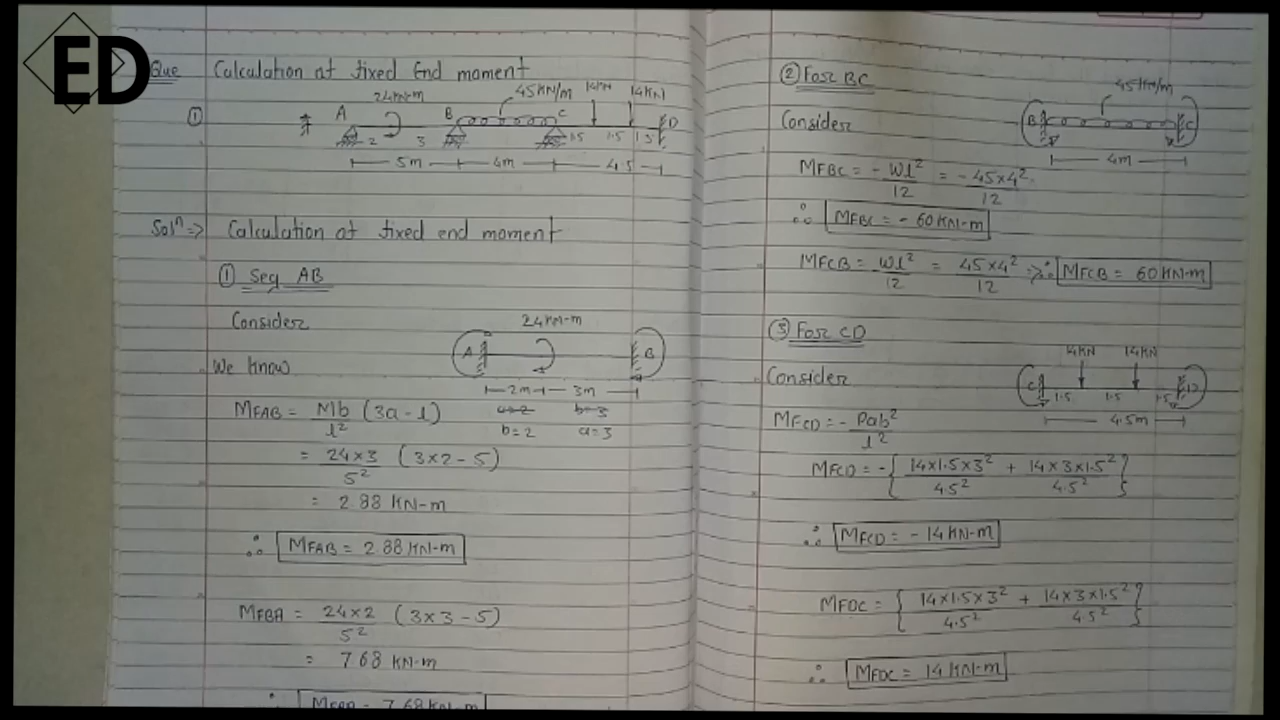 ED
Que Calculation at fixed End moment
① A 24KN-m B 45KN/m C 14KN 14KN D
2 3 1.5 1.5 1.5
5m 4m 4.5
Solⁿ => Calculation at fixed end moment
① Seg AB
Consider 24KN-m
A B
We know
2m 3m
MFAB = Mb/l² (3a - l) a=2 b=3
b=2 a=3
= 24×3/5² (3×2-5)
= 2.88 KN-m
∴ MFAB = 2.88 KN-m
MFBA = 24×2/5² (3×3-5)
= 7.68 KN-m
∴ MFBA = 7.68 KN-m
② For BC
45KN/m
Consider B C
4m
MFBC = - Wl²/12 = - 45×4²/12
∴ MFBC = - 60 KN-m
MFCB = Wl²/12 = 45×4²/12 => ∴ MFCB = 60 KN-m
③ For CD
14KN 14KN
Consider C D
1.5 1.5 1.5
4.5m
MFCD = - Pab²/l²
MFCD = -{14×1.5×3²/4.5² + 14×3×1.5²/4.5²}
∴ MFCD = - 14 KN-m
MFDC = {14×1.5×3²/4.5² + 14×3×1.5²/4.5²}
∴ MFDC = 14 KN-m